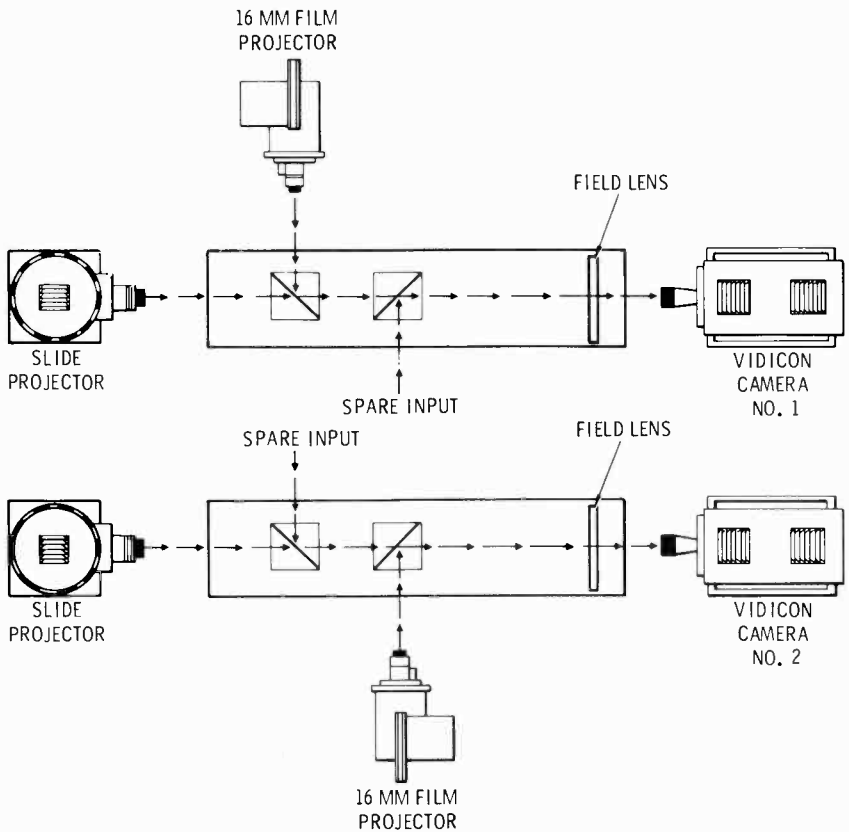 16 MM FILM
PROJECTOR
FIELD LENS
SLIDE
PROJECTOR
SPARE INPUT
VIDICON
CAMERA
NO. 1
SPARE INPUT
FIELD LENS
SLIDE
PROJECTOR
VIDICON
CAMERA
NO. 2
16 MM FILM
PROJECTOR